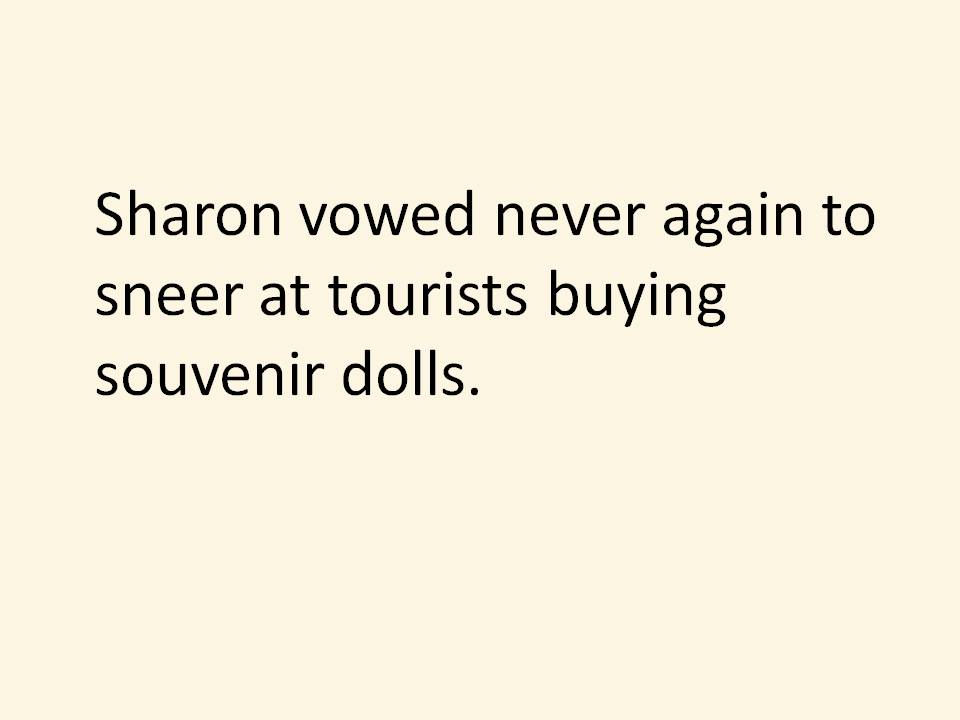 Sharon vowed never again to
sneer at tourists buying
souvenir dolls.